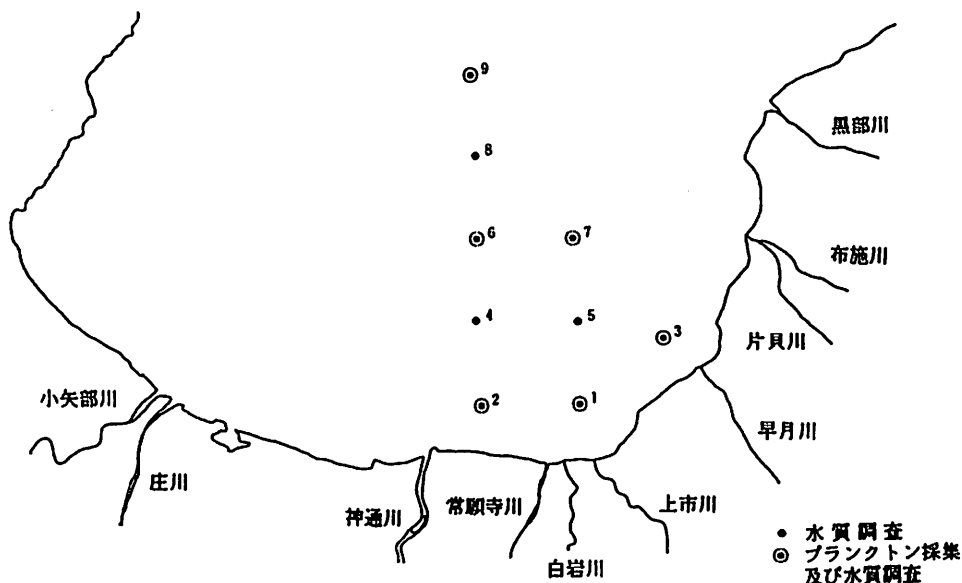 9
黒部川
8
6
7
布施川
4
5
3
片貝川
小矢部川
2
1
早月川
庄川
神通川
常願寺川
上市川
白岩川
● 水質調査
◎ プランクトン採集
及び水質調査